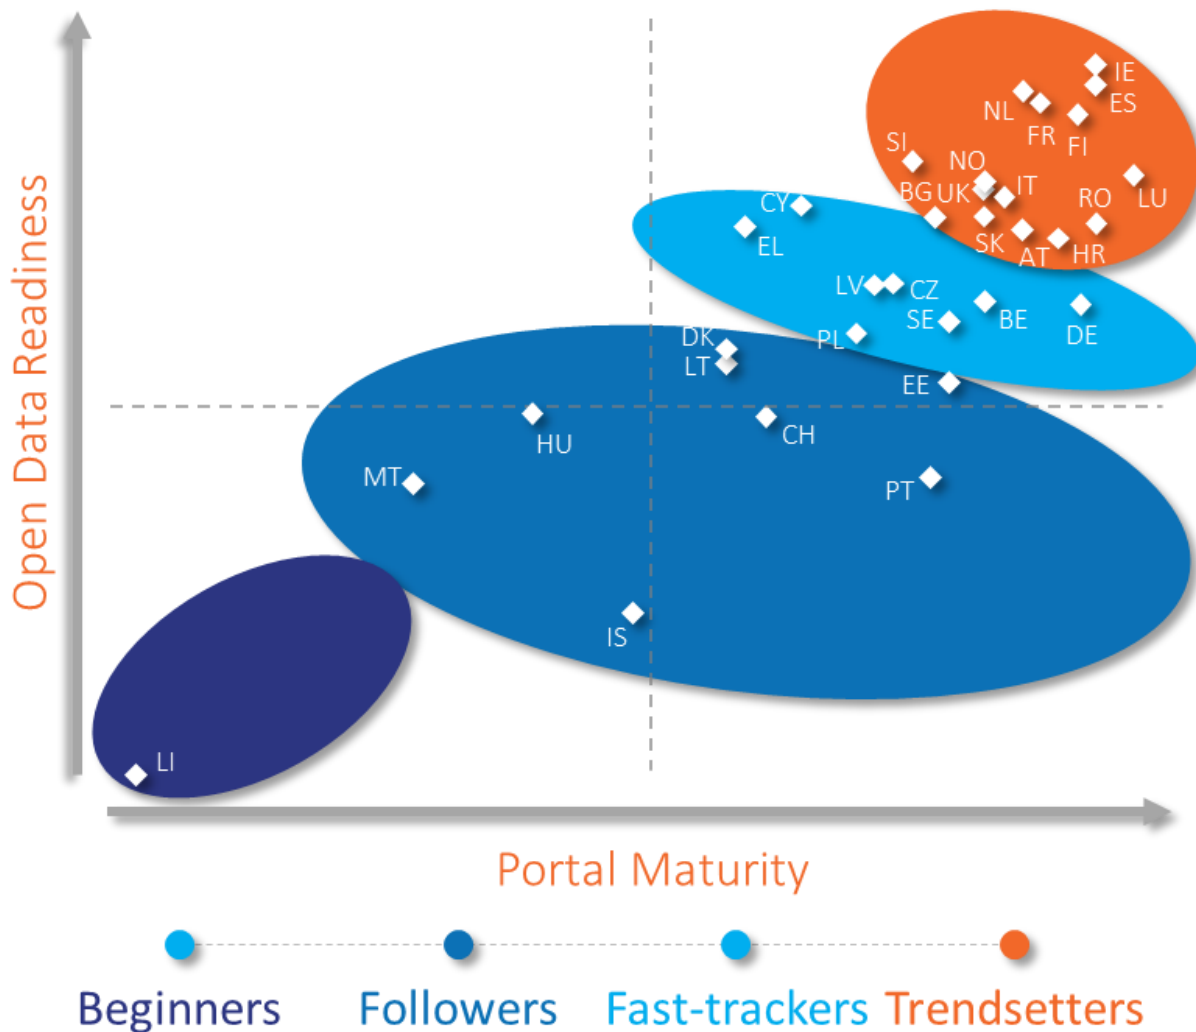 Open Data Readiness
IE
ES
NL
FR
FI
SI
NO
BG
UK
IT
RO
LU
CY
EL
SK
AT
HR
LV
CZ
SE
BE
DE
PL
DK
LT
EE
HU
CH
MT
PT
IS
LI
Portal Maturity
Beginners
Followers
Fast-trackers
Trendsetters